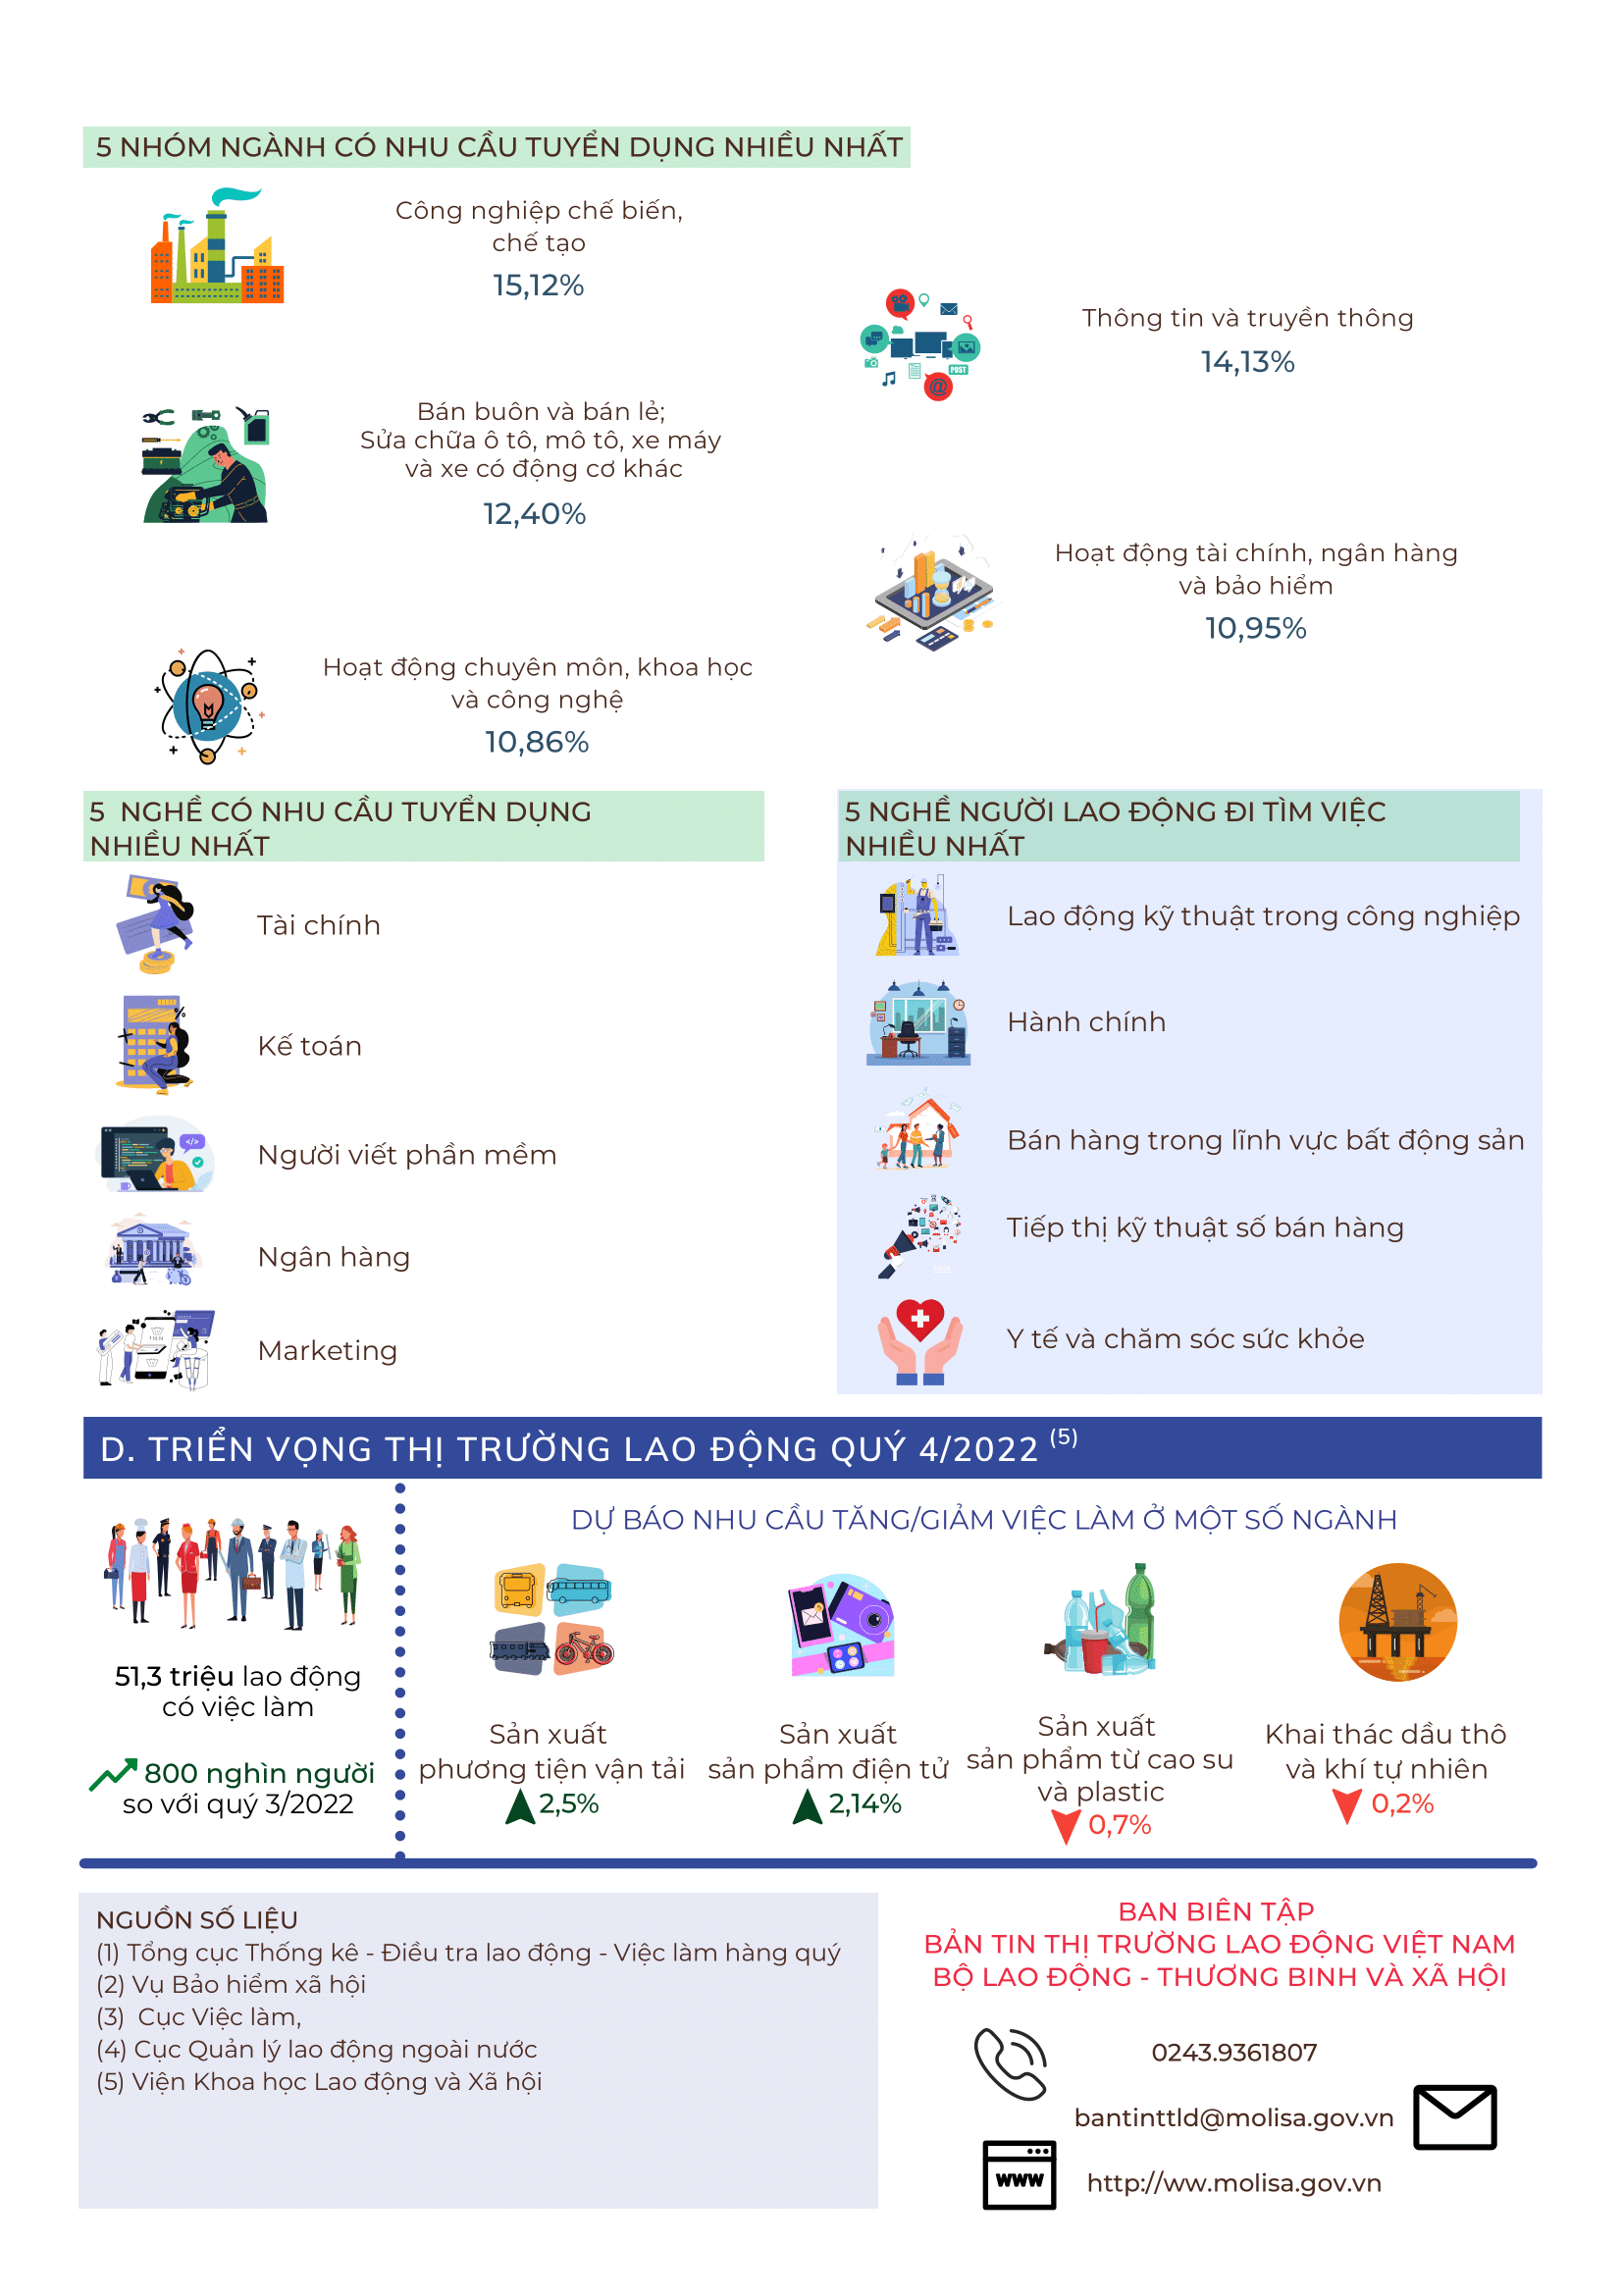 5 NHÓM NGÀNH CÓ NHU CẦU TUYỂN DỤNG NHIỀU NHẤT
Công nghiệp chế biến,
chế tạo
15,12%
Thông tin và truyền thông
14,13%
POST
@
Bán buôn và bán lẻ;
Sửa chữa ô tô, mô tô, xe máy
và xe có động cơ khác
12,40%
Hoạt động tài chính, ngân hàng
và bảo hiểm
10,95%
Hoạt động chuyên môn, khoa học
và công nghệ
10,86%
5 NGHỀ CÓ NHU CẦU TUYỂN DỤNG
NHIỀU NHẤT
Tài chính
Kế toán
Người viết phần mềm
Ngân hàng
Marketing
5 NGHỀ NGƯỜI LAO ĐỘNG ĐI TÌM VIỆC
NHIỀU NHẤT
Lao động kỹ thuật trong công nghiệp
Hành chính
Bán hàng trong lĩnh vực bất động sản
Tiếp thị kỹ thuật số bán hàng
Y tế và chăm sóc sức khỏe
D. TRIỂN VỌNG THỊ TRƯỜNG LAO ĐỘNG QUÝ 4/2022 (5)
51,3 triệu lao động
có việc làm
800 nghìn người
so với quý 3/2022
DỰ BÁO NHU CẦU TĂNG/GIẢM VIỆC LÀM Ở MỘT SỐ NGÀNH
Sản xuất
phương tiện vận tải
2,5%
Sản xuất
sản phẩm điện tử
2,14%
Sản xuất
sản phẩm từ cao su
và plastic
0,7%
Khai thác dầu thô
và khí tự nhiên
0,2%
NGUỒN SỐ LIỆU
(1) Tổng cục Thống kê - Điều tra lao động - Việc làm hàng quý
(2) Vụ Bảo hiểm xã hội
(3) Cục Việc làm,
(4) Cục Quản lý lao động ngoài nước
(5) Viện Khoa học Lao động và Xã hội
BAN BIÊN TẬP
BẢN TIN THỊ TRƯỜNG LAO ĐỘNG VIỆT NAM
BỘ LAO ĐỘNG - THƯƠNG BINH VÀ XÃ HỘI
0243.9361807
bantinttld@molisa.gov.vn
www
http://ww.molisa.gov.vn